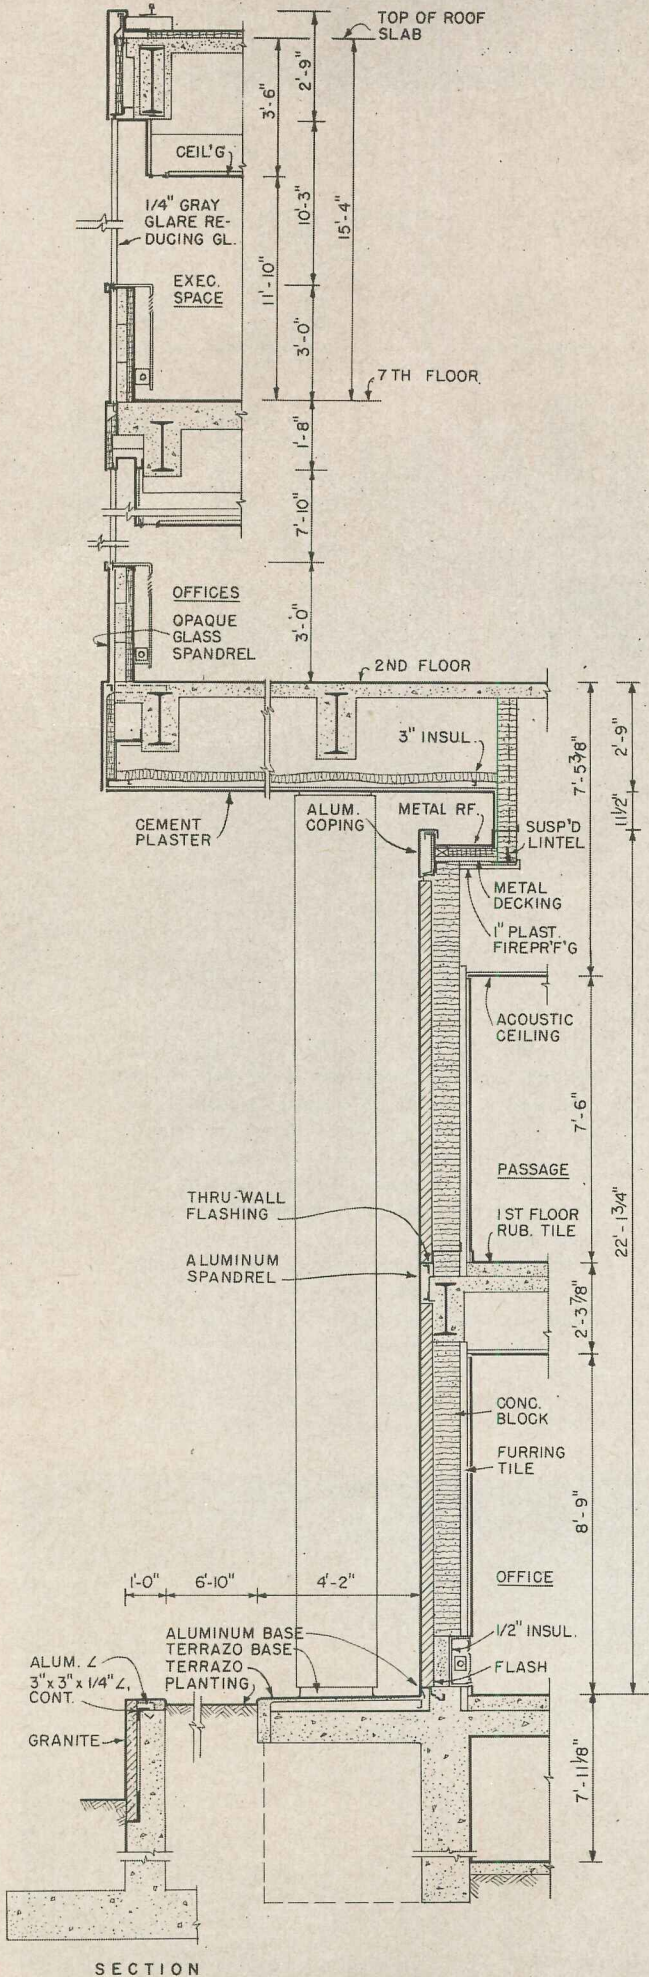 TOP OF ROOF
SLAB
2'-9"
3'-6"
CEIL'G
1/4" GRAY
GLARE RE-
DUCING GL.
10'-3"
15'-4"
11'-10"
EXEC.
SPACE
3'-0"
7TH FLOOR
1'-8"
7'-10"
OFFICES
OPAQUE
GLASS
SPANDREL
3'-0"
2ND FLOOR
3" INSUL.
7'-5 3/8"
2'-9"
11 1/2"
CEMENT
PLASTER
ALUM.
COPING
METAL RF.
SUSP'D
LINTEL
METAL
DECKING
1" PLAST.
FIREPR'F'G
ACOUSTIC
CEILING
7'-6"
PASSAGE
THRU-WALL
FLASHING
1ST FLOOR
RUB. TILE
22'-1 3/4"
ALUMINUM
SPANDREL
2'-3 7/8"
CONC.
BLOCK
FURRING
TILE
8'-9"
OFFICE
1'-0"
6'-10"
4'-2"
1/2" INSUL.
FLASH
ALUMINUM BASE
TERRAZO BASE
TERRAZO
PLANTING
ALUM. ∠
3" x 3" x 1/4" ∠,
CONT.
GRANITE
7'-11 1/8"
SECTION